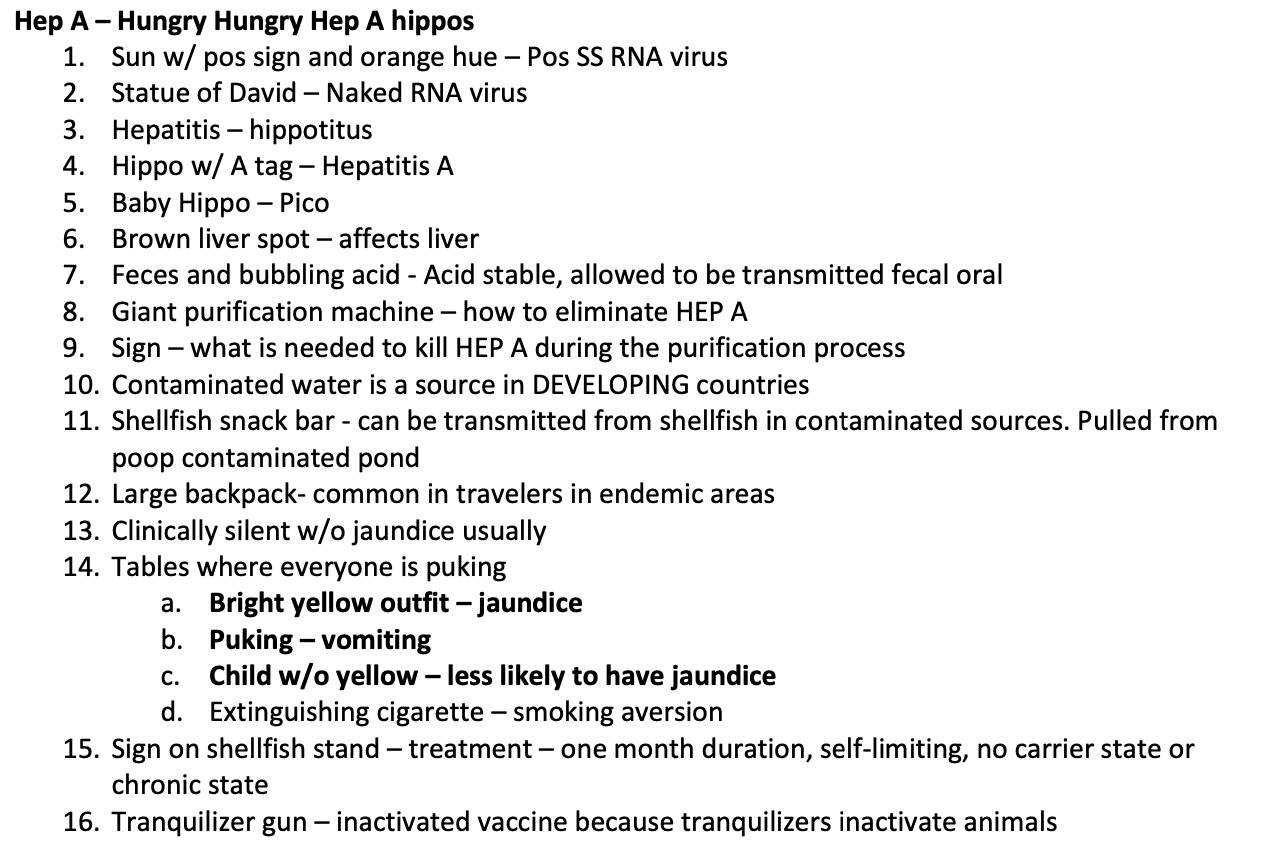 Hep A – Hungry Hungry Hep A hippos
1. Sun w/ pos sign and orange hue – Pos SS RNA virus
2. Statue of David – Naked RNA virus
3. Hepatitis – hippotitus
4. Hippo w/ A tag – Hepatitis A
5. Baby Hippo – Pico
6. Brown liver spot – affects liver
7. Feces and bubbling acid - Acid stable, allowed to be transmitted fecal oral
8. Giant purification machine – how to eliminate HEP A
9. Sign – what is needed to kill HEP A during the purification process
10. Contaminated water is a source in DEVELOPING countries
11. Shellfish snack bar - can be transmitted from shellfish in contaminated sources. Pulled from
poop contaminated pond
12. Large backpack- common in travelers in endemic areas
13. Clinically silent w/o jaundice usually
14. Tables where everyone is puking
a. Bright yellow outfit – jaundice
b. Puking – vomiting
c. Child w/o yellow – less likely to have jaundice
d. Extinguishing cigarette – smoking aversion
15. Sign on shellfish stand – treatment – one month duration, self-limiting, no carrier state or
chronic state
16. Tranquilizer gun – inactivated vaccine because tranquilizers inactivate animals